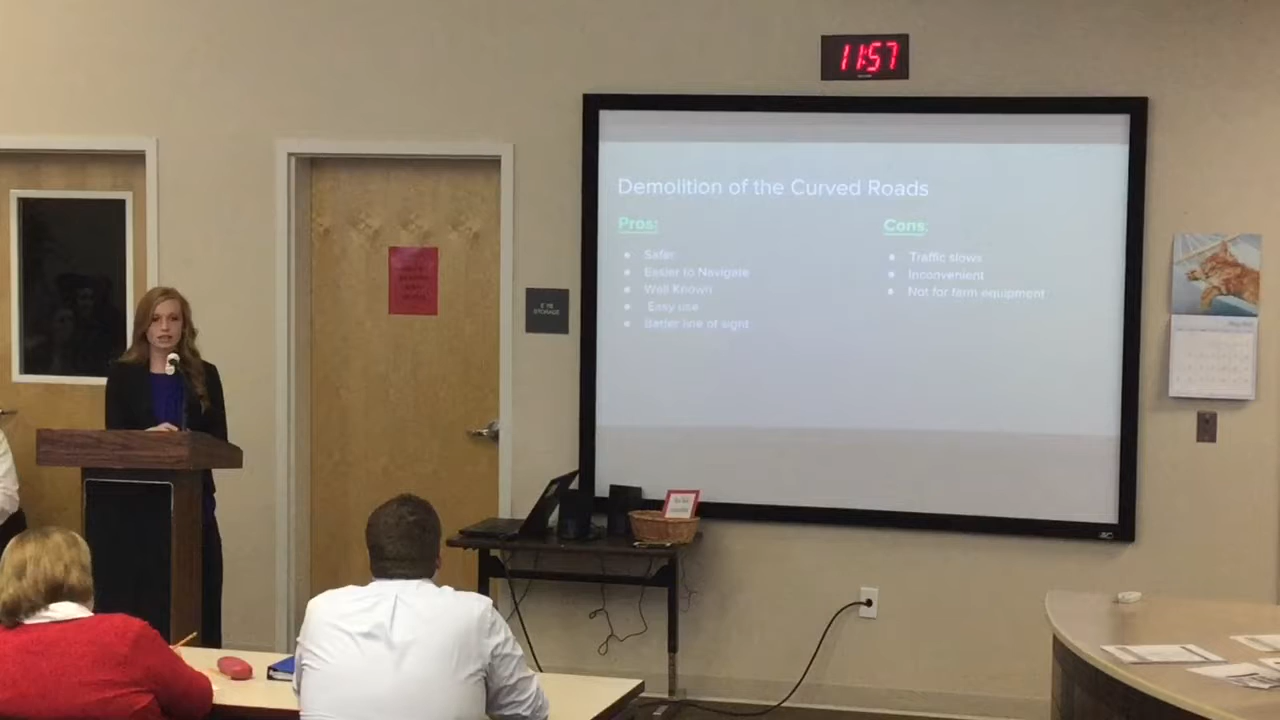 11:57
Demolition of the Curved Roads
Pros:
Safer
Easier to Navigate
Well Known
Easy use
Better line of sight
Cons:
Traffic slows
Inconvenient
Not for farm equipment
STORAGE